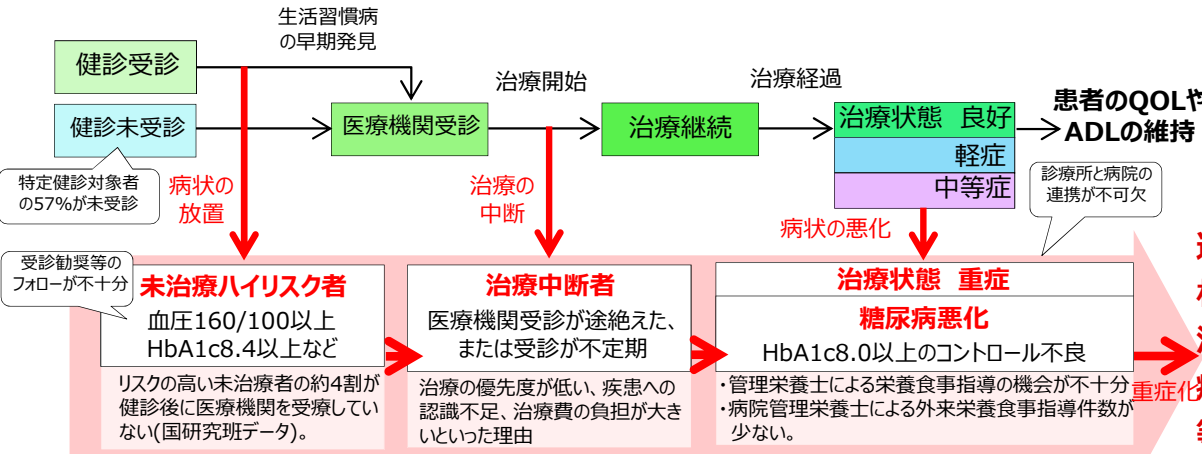 生活習慣病
の早期発見
健診受診
健診未受診
特定健診対象者
の57%が未受診
医療機関受診
治療開始
治療継続
治療経過
治療状態 良好
軽症
中等症
患者のQOLや
ADLの維持
診療所と病院の
連携が不可欠
病状の
放置
治療の
中断
病状の悪化
受診勧奨等の
フォローが不十分
未治療ハイリスク者
血圧160/100以上
HbA1c8.4以上など
リスクの高い未治療者の約4割が
健診後に医療機関を受療してい
ない(国研究班データ)。
治療中断者
医療機関受診が途絶えた、
または受診が不定期
治療の優先度が低い、疾患への
認識不足、治療費の負担が大き
いといった理由
治療状態 重症
糖尿病悪化
HbA1c8.0以上のコントロール不良
・管理栄養士による栄養食事指導の機会が不十分
・病院管理栄養士による外来栄養食事指導件数が
少ない。
重症化